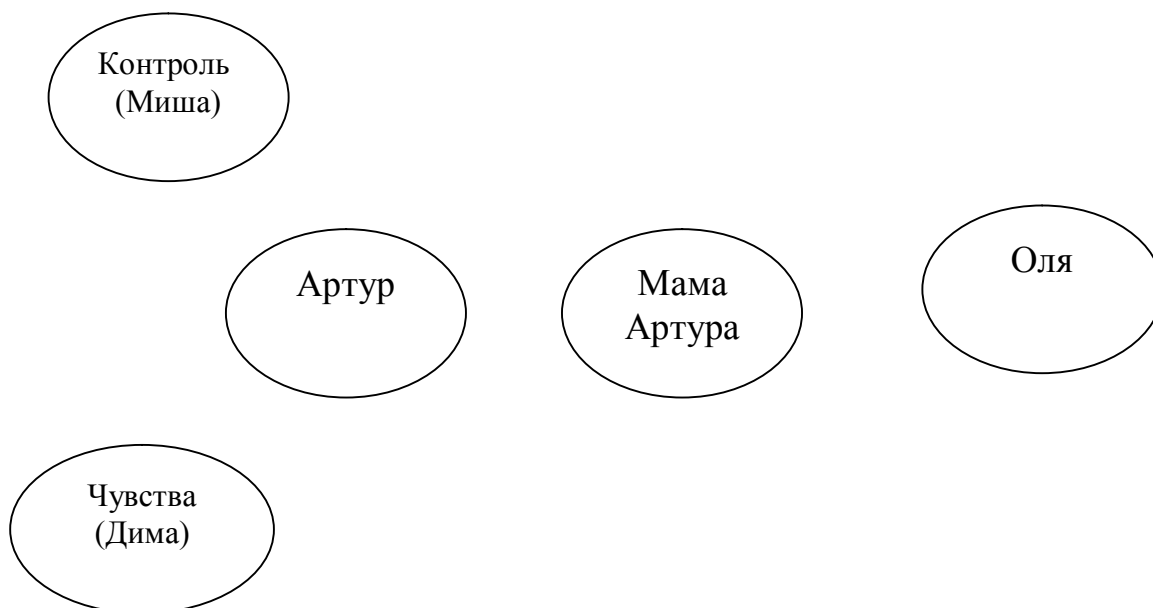 Контроль
(Миша)
Артур
Мама
Артура
Оля
Чувства
(Дима)